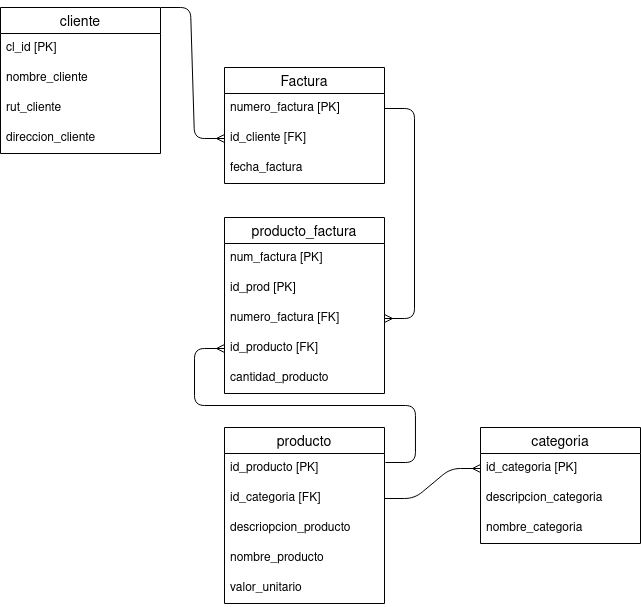 cliente
cl_id [PK]
nombre_cliente
rut_cliente
direccion_cliente
Factura
numero_factura [PK]
id_cliente [FK]
fecha_factura
producto_factura
num_factura [PK]
id_prod [PK]
numero_factura [FK]
id_producto [FK]
cantidad_producto
producto
id_producto [PK]
id_categoria [FK]
descriopcion_producto
nombre_producto
valor_unitario
categoria
id_categoria [PK]
descripcion_categoria
nombre_categoria